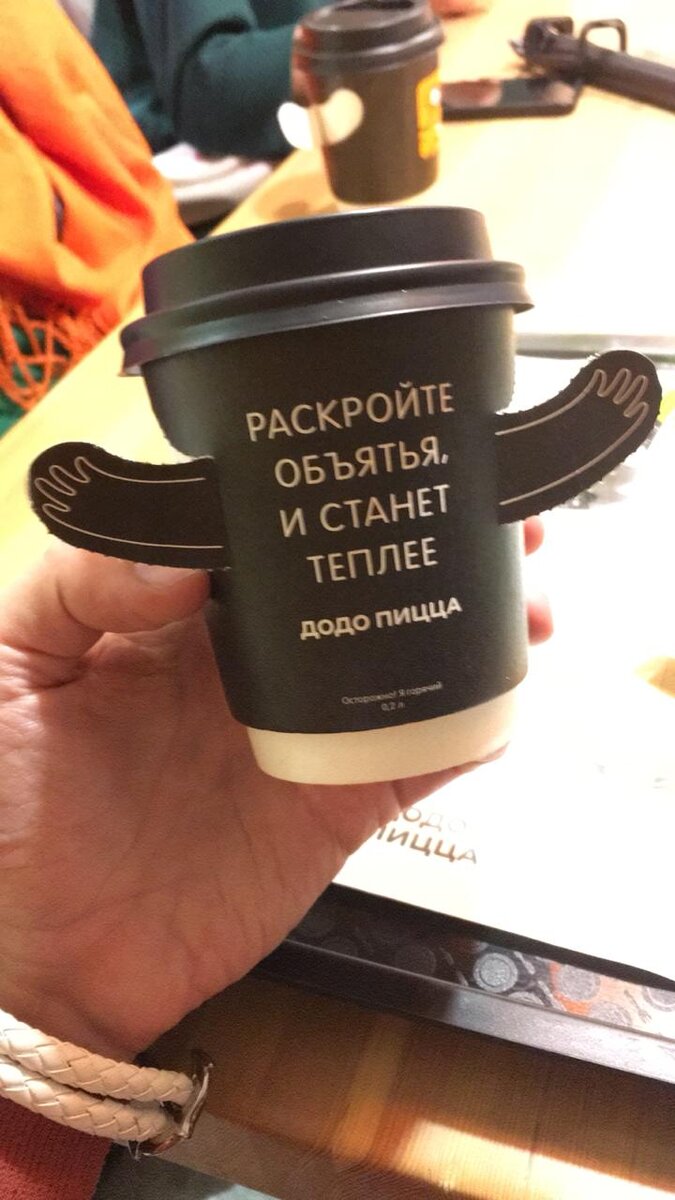 РАСКРОЙТЕ
ОБЪЯТЬЯ,
И СТАНЕТ
ТЕПЛЕЕ
ДОДО ПИЦЦА
Осторожно! Я горячий
0,2 л
ДОДО
ПИЦЦА